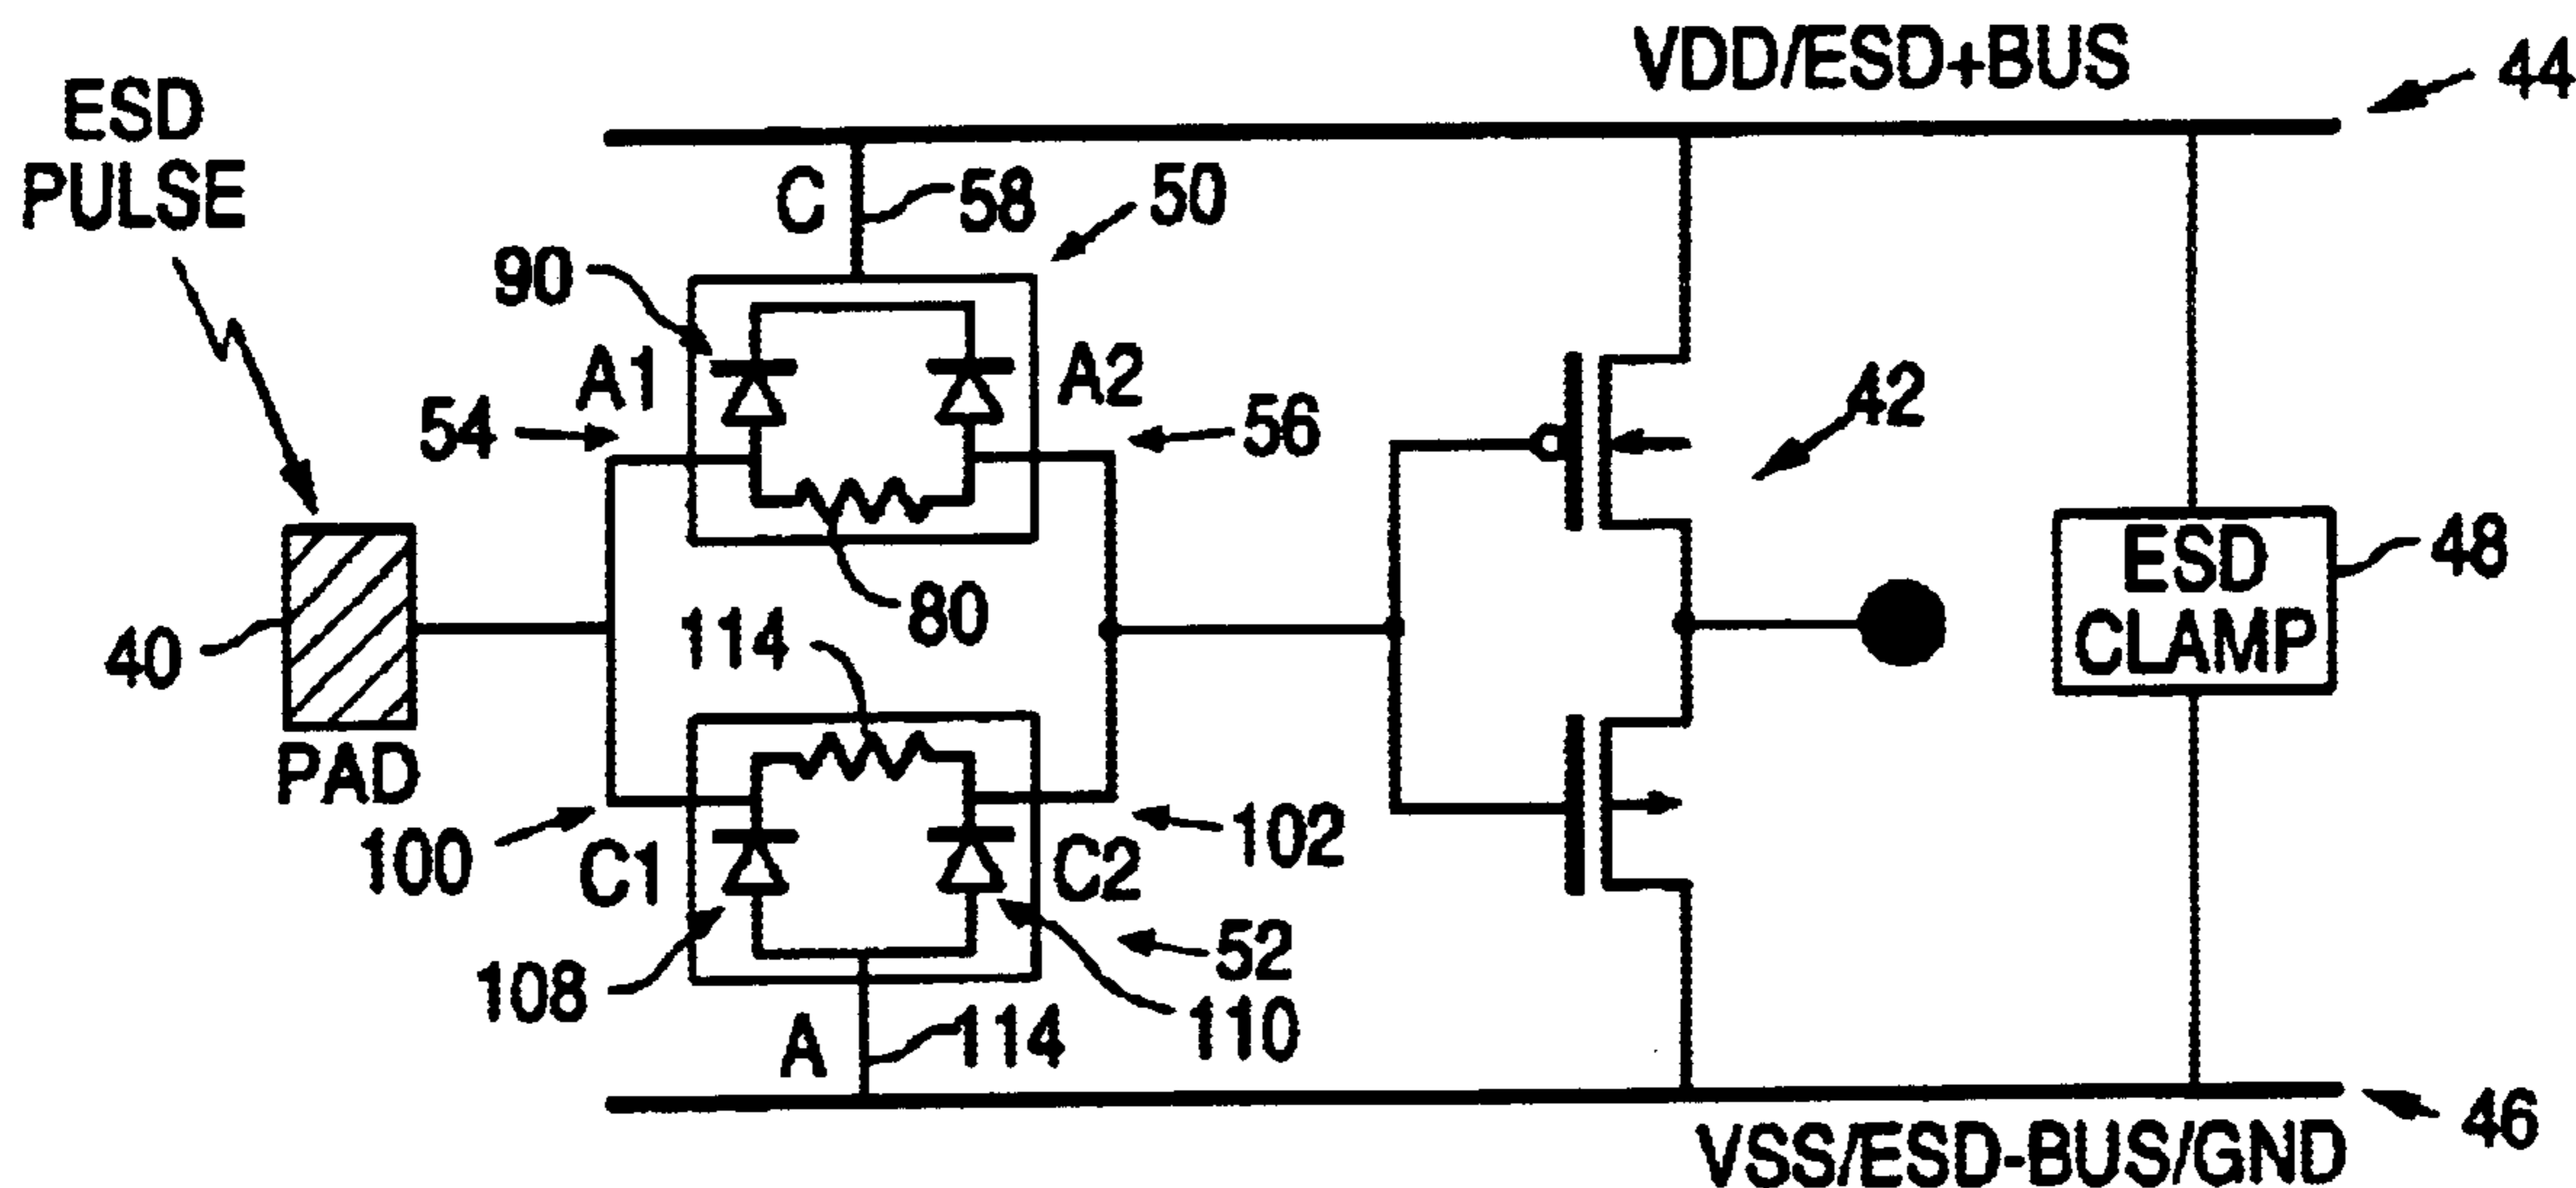 VDD/ESD+BUS
44
ESD
PULSE
C
58
50
90
A1
A2
54
56
42
ESD
CLAMP
48
40
80
114
PAD
100
C1
C2
102
108
52
110
A
114
46
VSS/ESD-BUS/GND